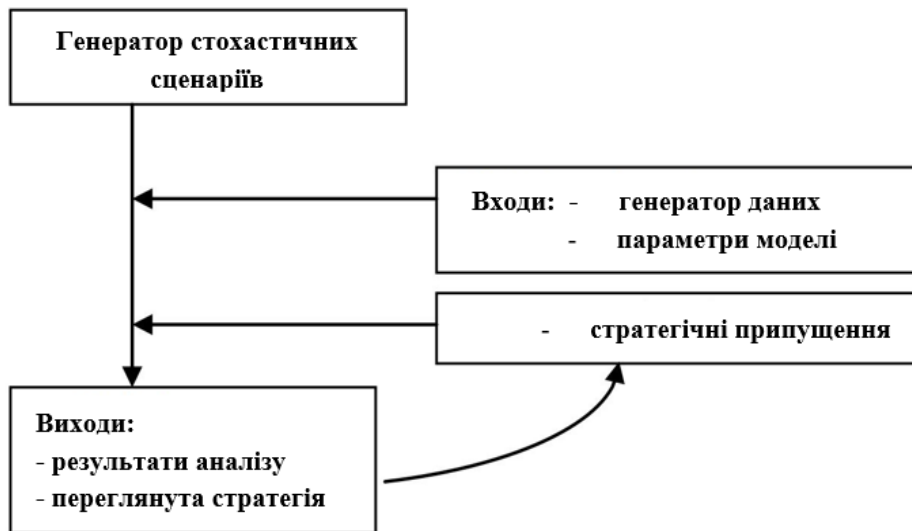 Генератор стохастичних
сценаріїв
Входи: - генератор даних
- параметри моделі
- стратегічні припущення
Виходи:
- результати аналізу
- переглянута стратегія